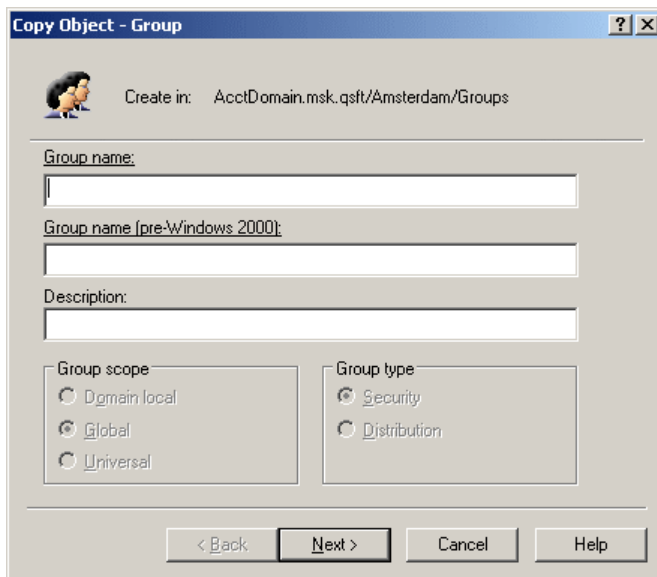 Copy Object - Group
Create in: AcctDomain.msk.qsft/Amsterdam/Groups
Group name:
Group name (pre-Windows 2000):
Description:
Group scope
Domain local
Global
Universal
Group type
Security
Distribution
< Back Next > Cancel Help